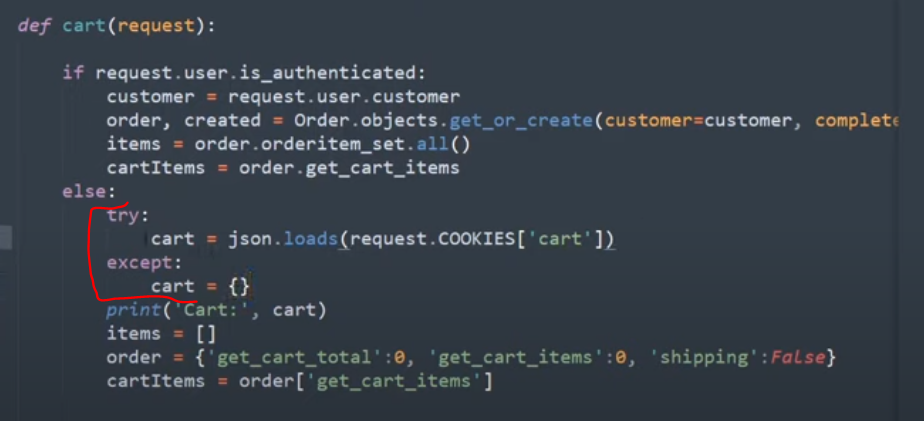 def cart(request):
if request.user.is_authenticated:
customer = request.user.customer
order, created = Order.objects.get_or_create(customer=customer, complete
items = order.orderitem_set.all()
cartItems = order.get_cart_items
else:
try:
cart = json.loads(request.COOKIES['cart'])
except:
cart = {}
print('Cart:', cart)
items = []
order = {'get_cart_total':0, 'get_cart_items':0, 'shipping':False}
cartItems = order['get_cart_items']